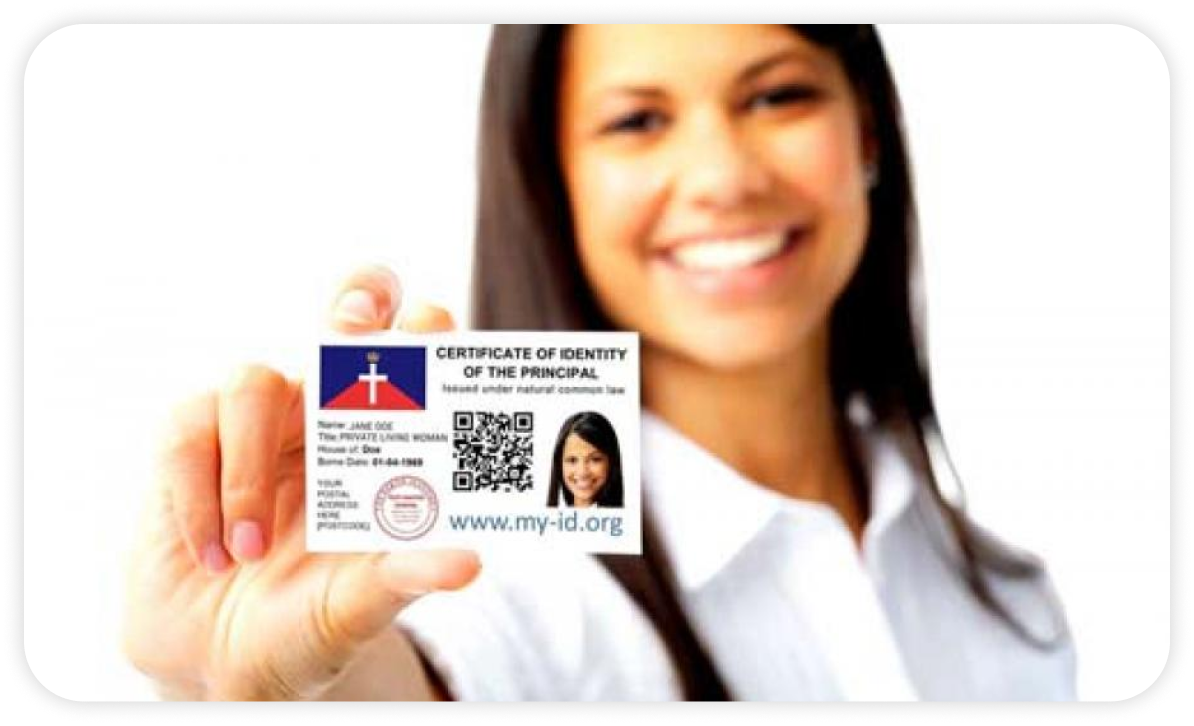 CERTIFICATE OF IDENTITY
OF THE PRINCIPAL
Issued under natural common law
Name: JANE DOE
Title: PRIVATE LIVING WOMAN
House of: Doe
Borne Date: 01-04-1969
YOUR
POSTAL
ADDRESS
HERE
[POSTCODE]
www.my-id.org